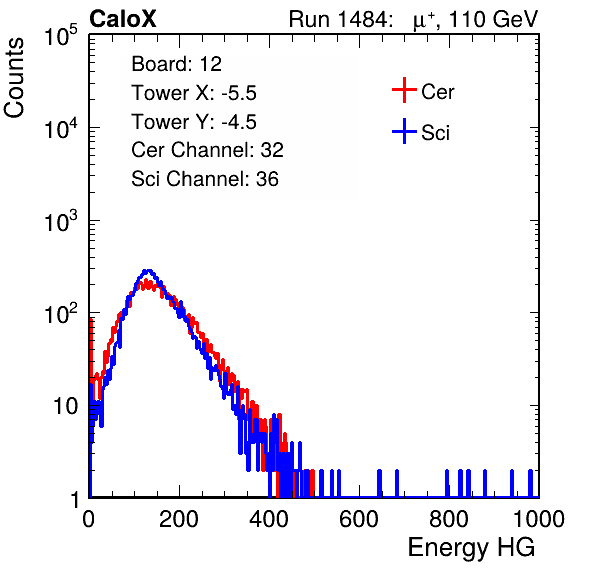 CaloX Run 1484: μ⁺, 110 GeV
Counts
10⁵
10⁴
10³
10²
10
1
Board: 12
Tower X: -5.5
Tower Y: -4.5
Cer Channel: 32
Sci Channel: 36
Cer
Sci
0 200 400 600 800 1000
Energy HG